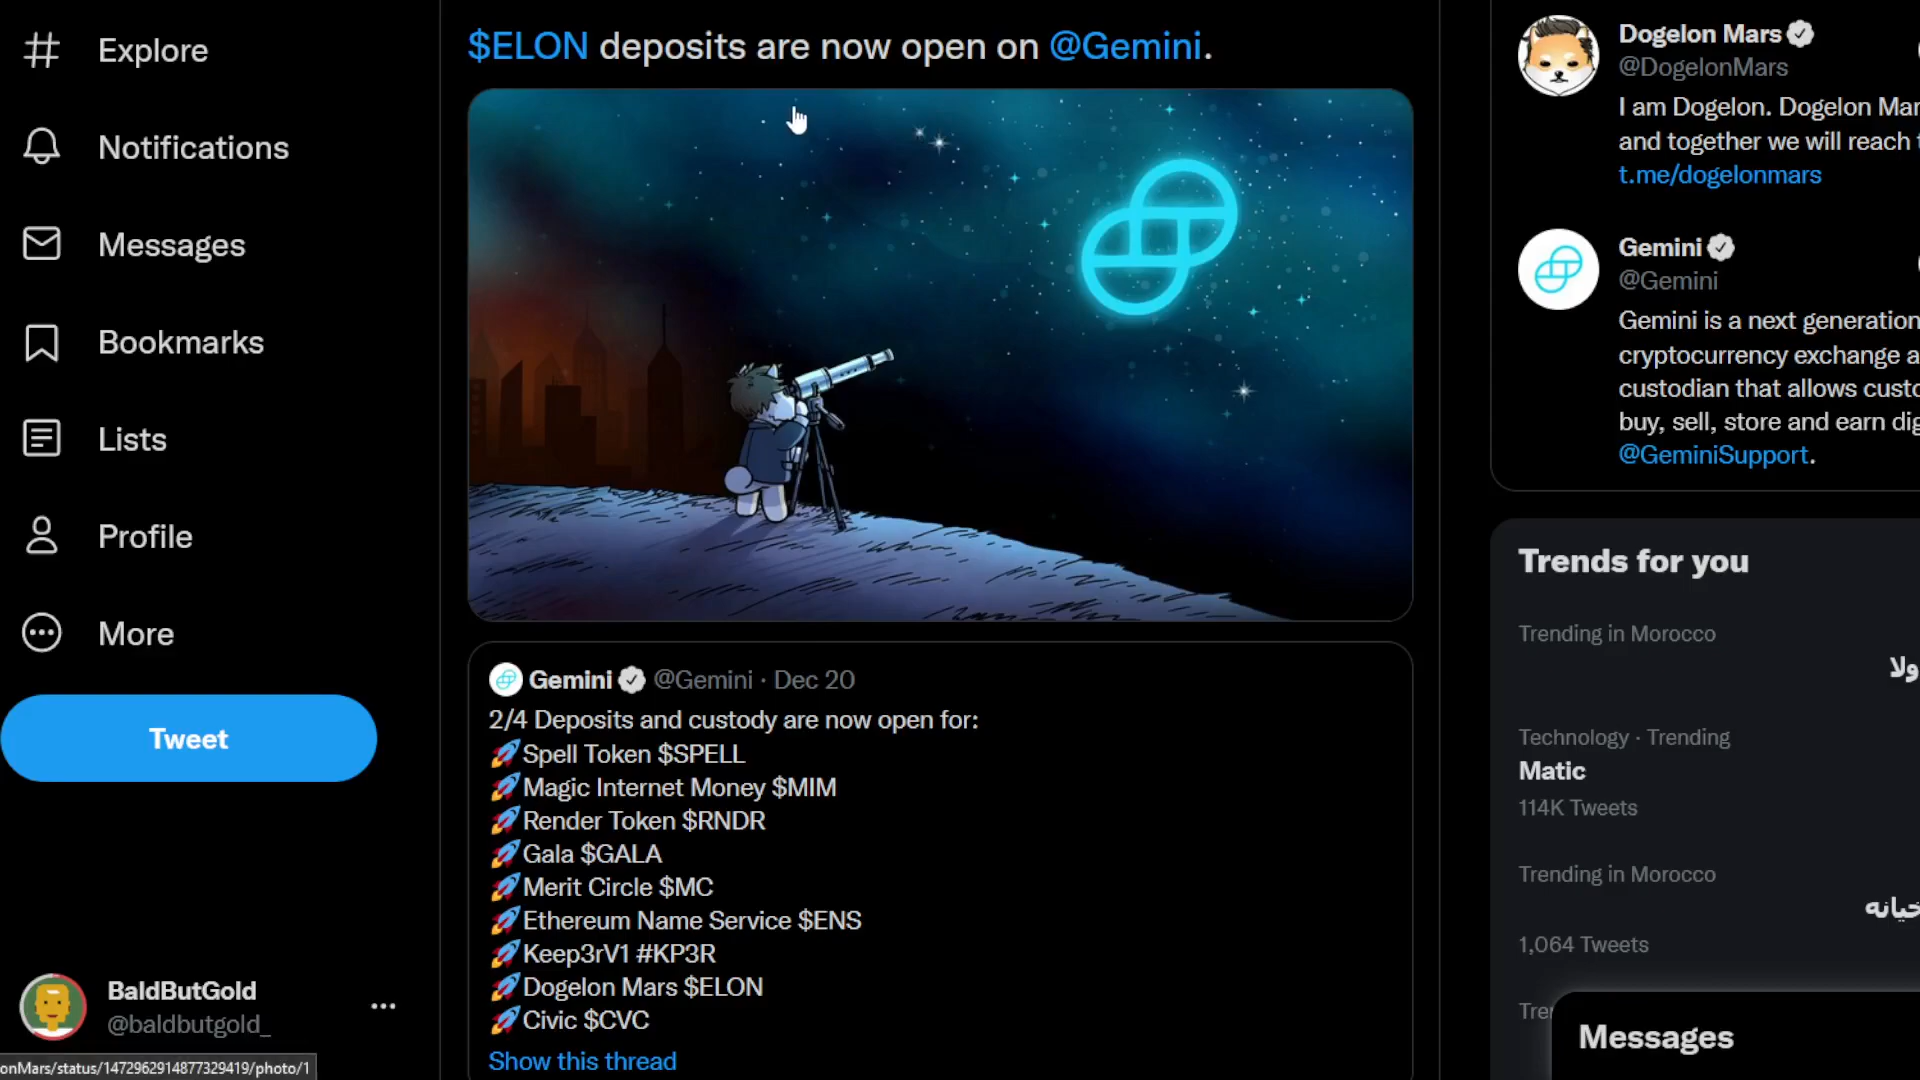 Explore
Notifications
Messages
Bookmarks
Lists
Profile
More
Tweet
BaldButGold
@baldbutgold_
onMars/status/1472962914877329419/photo/1
$ELON deposits are now open on @Gemini.
Gemini @Gemini · Dec 20
2/4 Deposits and custody are now open for:
🚀Spell Token $SPELL
🚀Magic Internet Money $MIM
🚀Render Token $RNDR
🚀Gala $GALA
🚀Merit Circle $MC
🚀Ethereum Name Service $ENS
🚀Keep3rV1 #KP3R
🚀Dogelon Mars $ELON
🚀Civic $CVC
Show this thread
Dogelon Mars
@DogelonMars
I am Dogelon. Dogelon Mar
and together we will reach t
t.me/dogelonmars
Gemini
@Gemini
Gemini is a next generation
cryptocurrency exchange a
custodian that allows custo
buy, sell, store and earn dig
@GeminiSupport.
Trends for you
Trending in Morocco
ولا
Technology · Trending
Matic
114K Tweets
Trending in Morocco
خيانه
1,064 Tweets
Tre
Messages